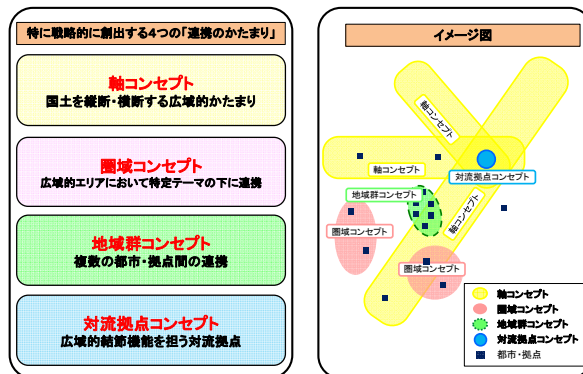 特に戦略的に創出する4つの「連携のかたまり」
軸コンセプト
国土を縦断・横断する広域的かたまり
圏域コンセプト
広域的エリアにおいて特定テーマの下に連携
地域群コンセプト
複数の都市・拠点間の連携
対流拠点コンセプト
広域的結節機能を担う対流拠点
イメージ図
軸コンセプト
軸コンセプト
対流拠点コンセプト
地域群コンセプト
軸コンセプト
圏域コンセプト
圏域コンセプト
軸コンセプト
圏域コンセプト
地域群コンセプト
対流拠点コンセプト
都市・拠点